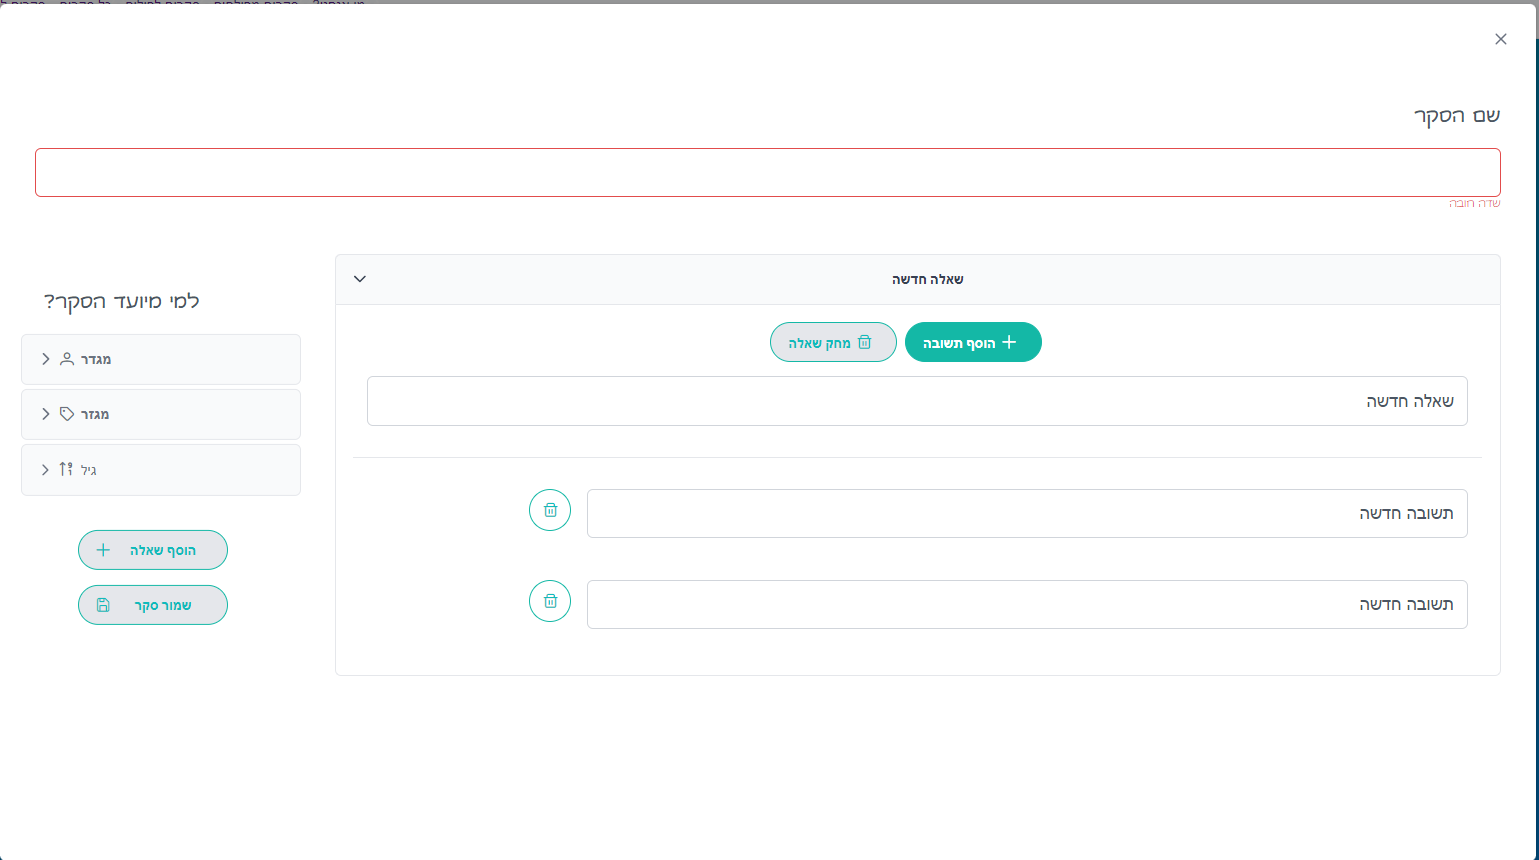 שם הסקר
שדה חובה
שאלה חדשה
הוסף תשובה
מחק שאלה
שאלה חדשה
תשובה חדשה
תשובה חדשה
למי מיועד הסקר?
מגדר
מגזר
גיל
הוסף שאלה
שמור סקר